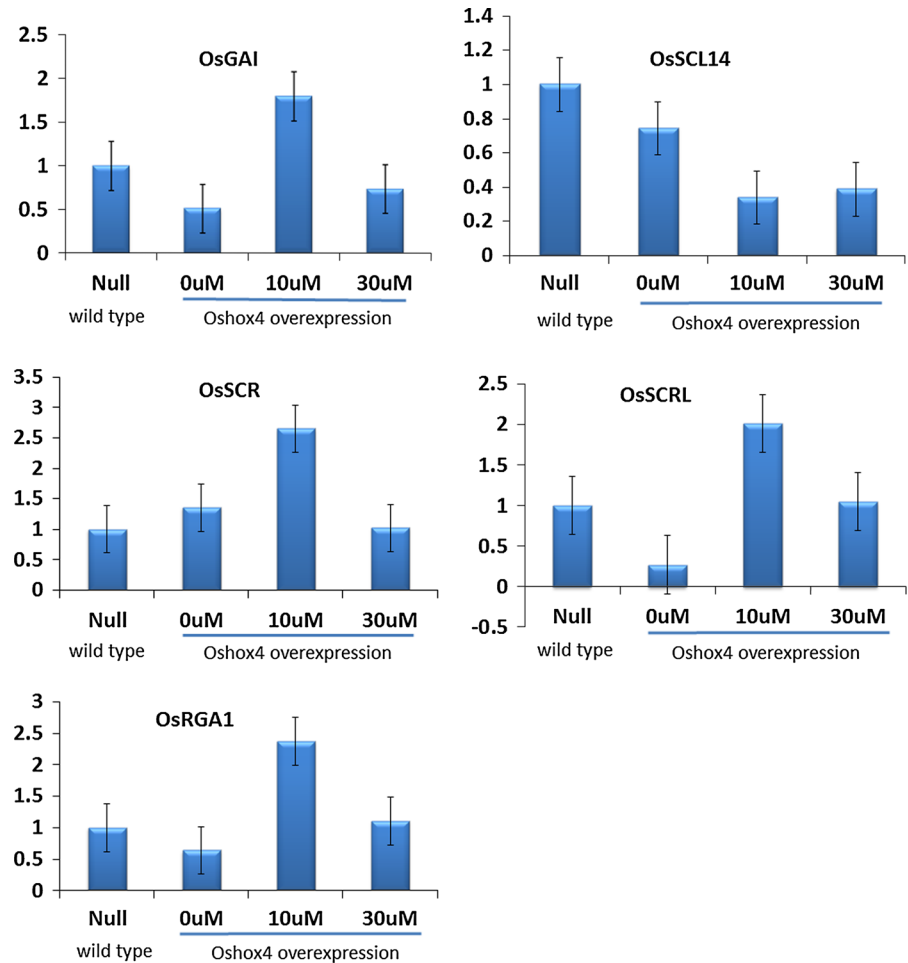 OsGAI
2.5
2
1.5
1
0.5
0
Null 0uM 10uM 30uM
wild type Oshox4 overexpression
OsSCL14
1.4
1.2
1
0.8
0.6
0.4
0.2
0
Null 0uM 10uM 30uM
wild type Oshox4 overexpression
OsSCR
3.5
3
2.5
2
1.5
1
0.5
0
Null 0uM 10uM 30uM
wild type Oshox4 overexpression
OsSCRL
2.5
2
1.5
1
0.5
0
-0.5
Null 0uM 10uM 30uM
wild type Oshox4 overexpression
OsRGA1
3
2.5
2
1.5
1
0.5
0
Null 0uM 10uM 30uM
wild type Oshox4 overexpression